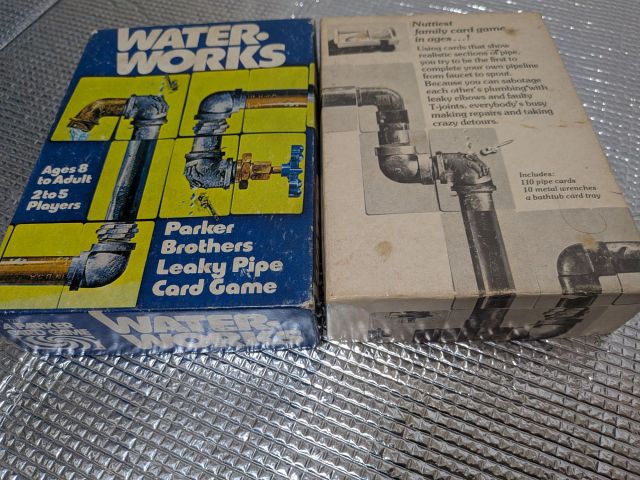 WATER-
WORKS
Ages 8
to Adult
2 to 5
Players
Parker
Brothers
Leaky Pipe
Card Game
A PARKER
WATER-
WORKS
Nuttiest
family card game
in ages...!
Using cards that show
realistic sections of pipe,
you try to be the first to
complete your own pipeline
from faucet to spout.
Because you can sabotage
each other's plumbing with
leaky elbows and faulty
T-joints, everybody's busy
making repairs and taking
crazy detours.
Includes:
110 pipe cards
10 metal wrenches
a bathtub card tray